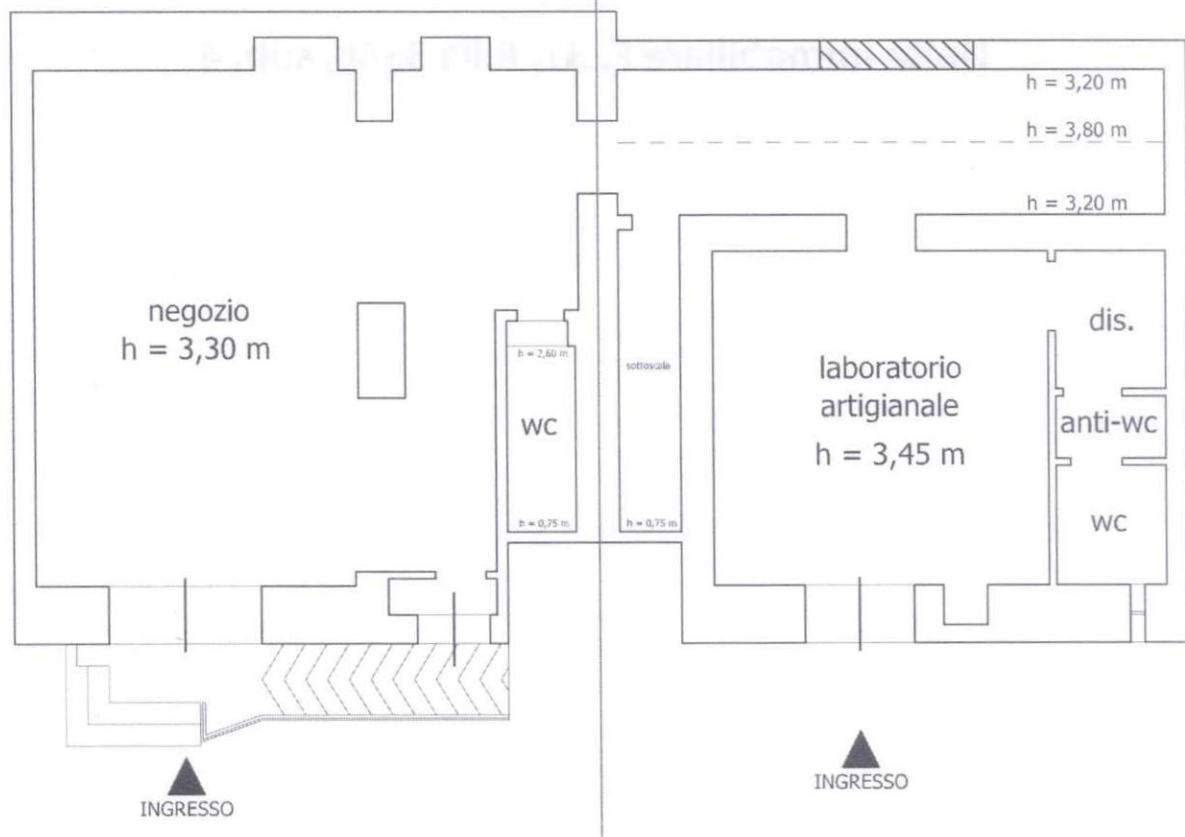 h = 3,20 m
h = 3,80 m
h = 3,20 m
negozio
h = 3,30 m
h = 2,60 m
wc
h = 0,75 m
sottoscala
h = 0,75 m
laboratorio
artigianale
h = 3,45 m
dis.
anti-wc
wc
INGRESSO
INGRESSO